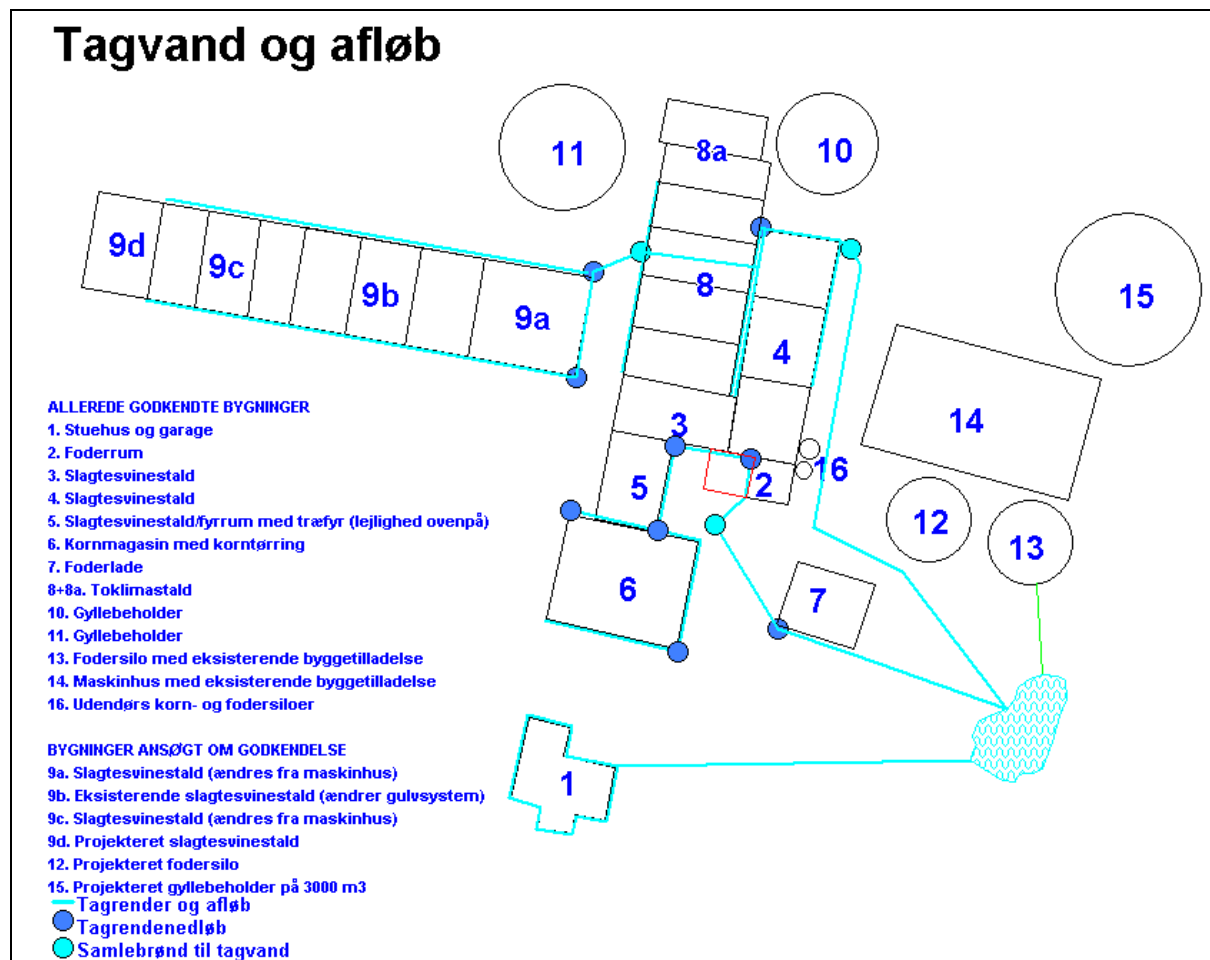 Tagvand og afløb
11
8a
10
9d
9c
9b
9a
8
4
15
14
3
16
5
2
12
13
6
7
1
ALLEREDE GODKENDTE BYGNINGER
1. Stuehus og garage
2. Foderrum
3. Slagtesvinestald
4. Slagtesvinestald
5. Slagtesvinestald/fyrrum med træfyr (lejlighed ovenpå)
6. Kornmagasin med korntørring
7. Foderlade
8+8a. Toklimastald
10. Gyllebeholder
11. Gyllebeholder
13. Fodersilo med eksisterende byggetilladelse
14. Maskinhus med eksisterende byggetilladelse
16. Udendørs korn- og fodersiloer
BYGNINGER ANSØGT OM GODKENDELSE
9a. Slagtesvinestald (ændres fra maskinhus)
9b. Eksisterende slagtesvinestald (ændrer gulvsystem)
9c. Slagtesvinestald (ændres fra maskinhus)
9d. Projekteret slagtesvinestald
12. Projekteret fodersilo
15. Projekteret gyllebeholder på 3000 m3
Tagrender og afløb
Tagrendenedløb
Samlebrønd til tagvand